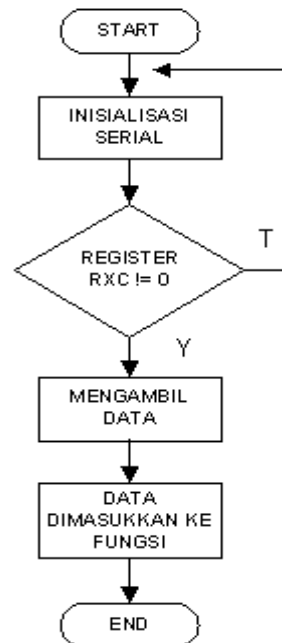 START
INISIALISASI
SERIAL
REGISTER
RXC != 0
T
Y
MENGAMBIL
DATA
DATA
DIMASUKKAN KE
FUNGSI
END